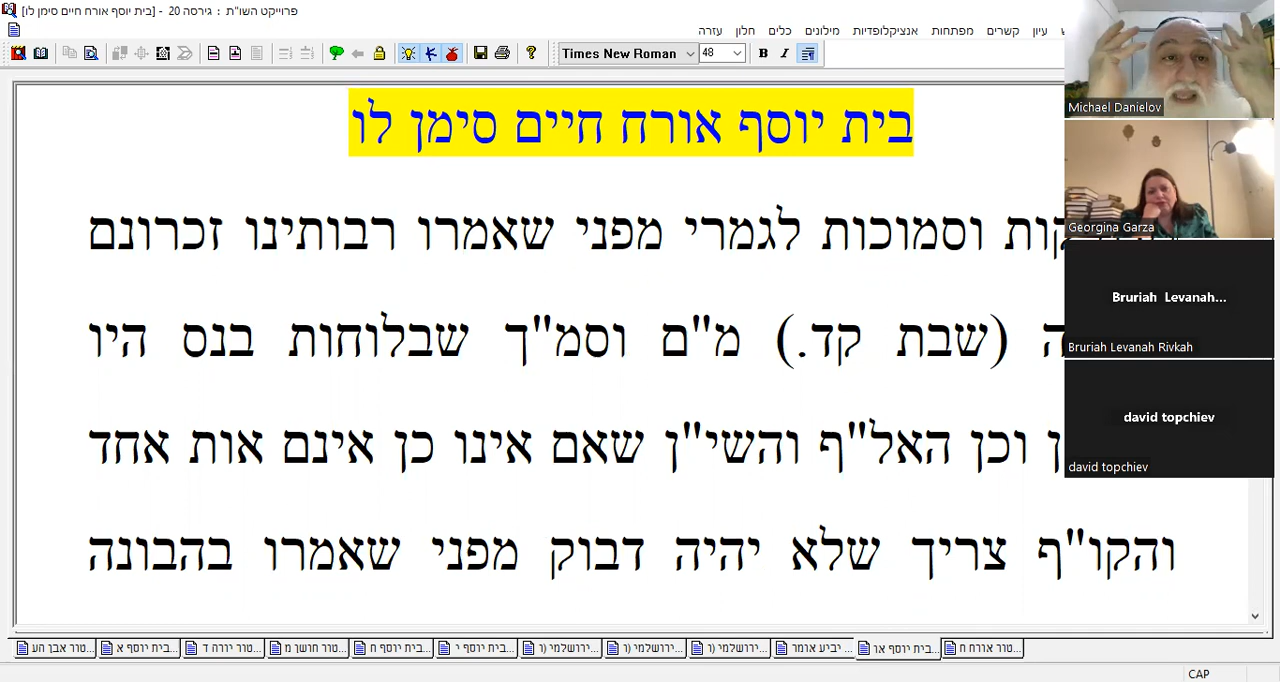 פרוייקט השו"ת : גירסה 20 - [בית יוסף אורח חיים סימן לו]
עיון קשרים מפתחות אנציקלופדיות מילונים כלים חלון עזרה
Times New Roman 48 B I
בית יוסף אורח חיים סימן לו
וסמוכות לגמרי מפני שאמרו רבותינו זכרונם
(שבת קד.) מ"ם וסמ"ך שבלוחות בנס היו
וכן האל"ף והשי"ן שאם אינו כן אינם אות אחד
והקו"ף צריך שלא יהיה דבוק מפני שאמרו בהבונה
Michael Danielov
Georgina Garza
Bruriah Levanah...
Bruriah Levanah Rivkah
david topchiev
david topchiev
טור אורח ח... בית יוסף או... יביע אומר... ירושלמי (ו... ירושלמי (ו... ירושלמי (ו... בית יוסף י... בית יוסף ח... טור חושן מ... טור יורה ד... בית יוסף א... טור אבן הע...
CAP